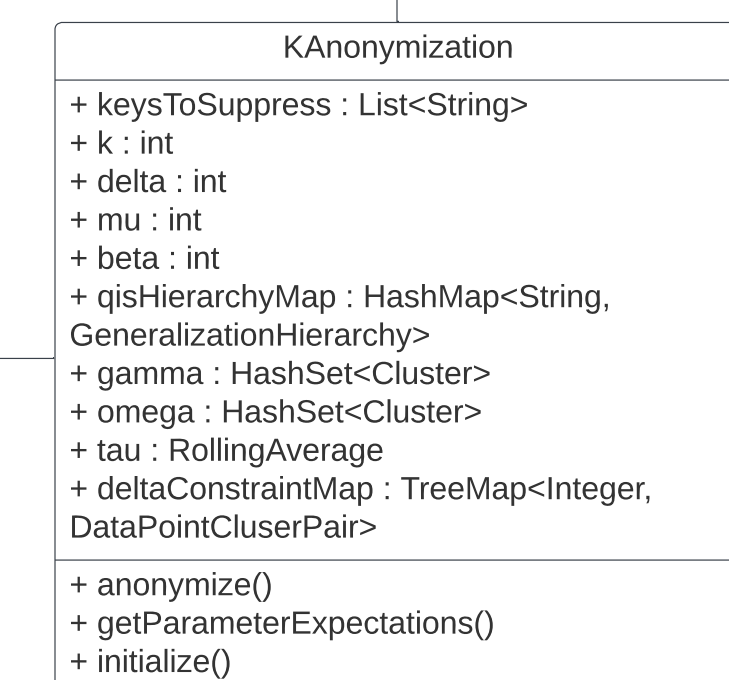 KAnonymization
+ keysToSuppress : List<String>
+ k : int
+ delta : int
+ mu : int
+ beta : int
+ qisHierarchyMap : HashMap<String,
GeneralizationHierarchy>
+ gamma : HashSet<Cluster>
+ omega : HashSet<Cluster>
+ tau : RollingAverage
+ deltaConstraintMap : TreeMap<Integer,
DataPointCluserPair>
+ anonymize()
+ getParameterExpectations()
+ initialize()